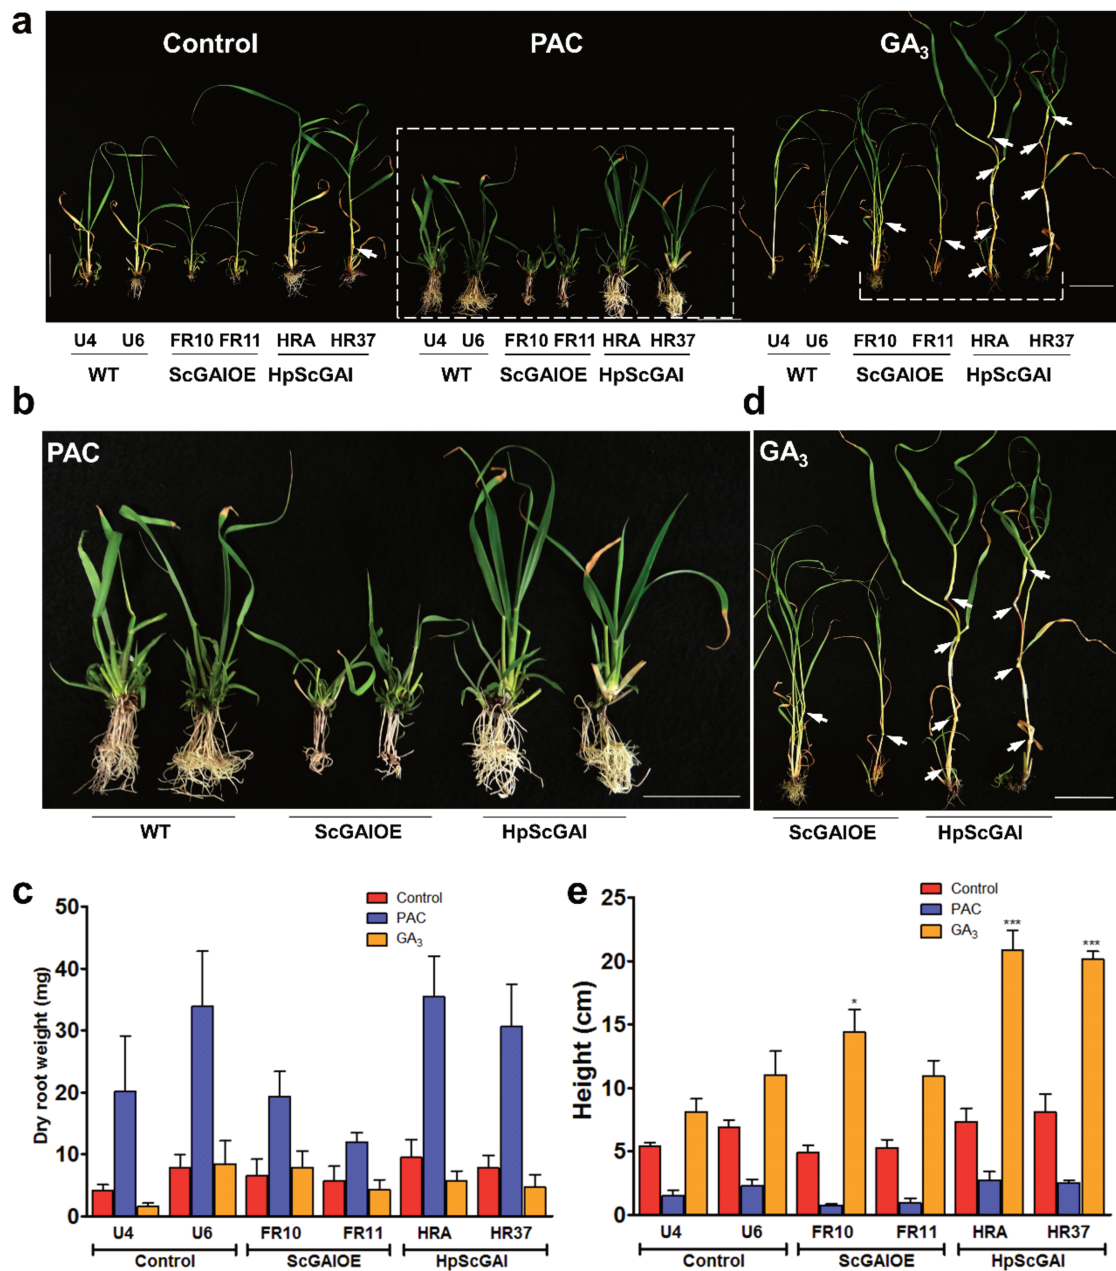 a
Control PAC GA3
U4 U6 FR10 FR11 HRA HR37 U4 U6 FR10 FR11 HRA HR37 U4 U6 FR10 FR11 HRA HR37
WT ScGAIOE HpScGAI WT ScGAIOE HpScGAI WT ScGAIOE HpScGAI
b
PAC
WT ScGAIOE HpScGAI
d
GA3
ScGAIOE HpScGAI
c
Control
PAC
GA3
Dry root weight (mg)
50
40
30
20
10
0
U4 U6 FR10 FR11 HRA HR37
Control ScGAIOE HpScGAI
e
Control
PAC
GA3
Height (cm)
25
20
15
10
5
0
*
***
***
U4 U6 FR10 FR11 HRA HR37
Control ScGAIOE HpScGAI